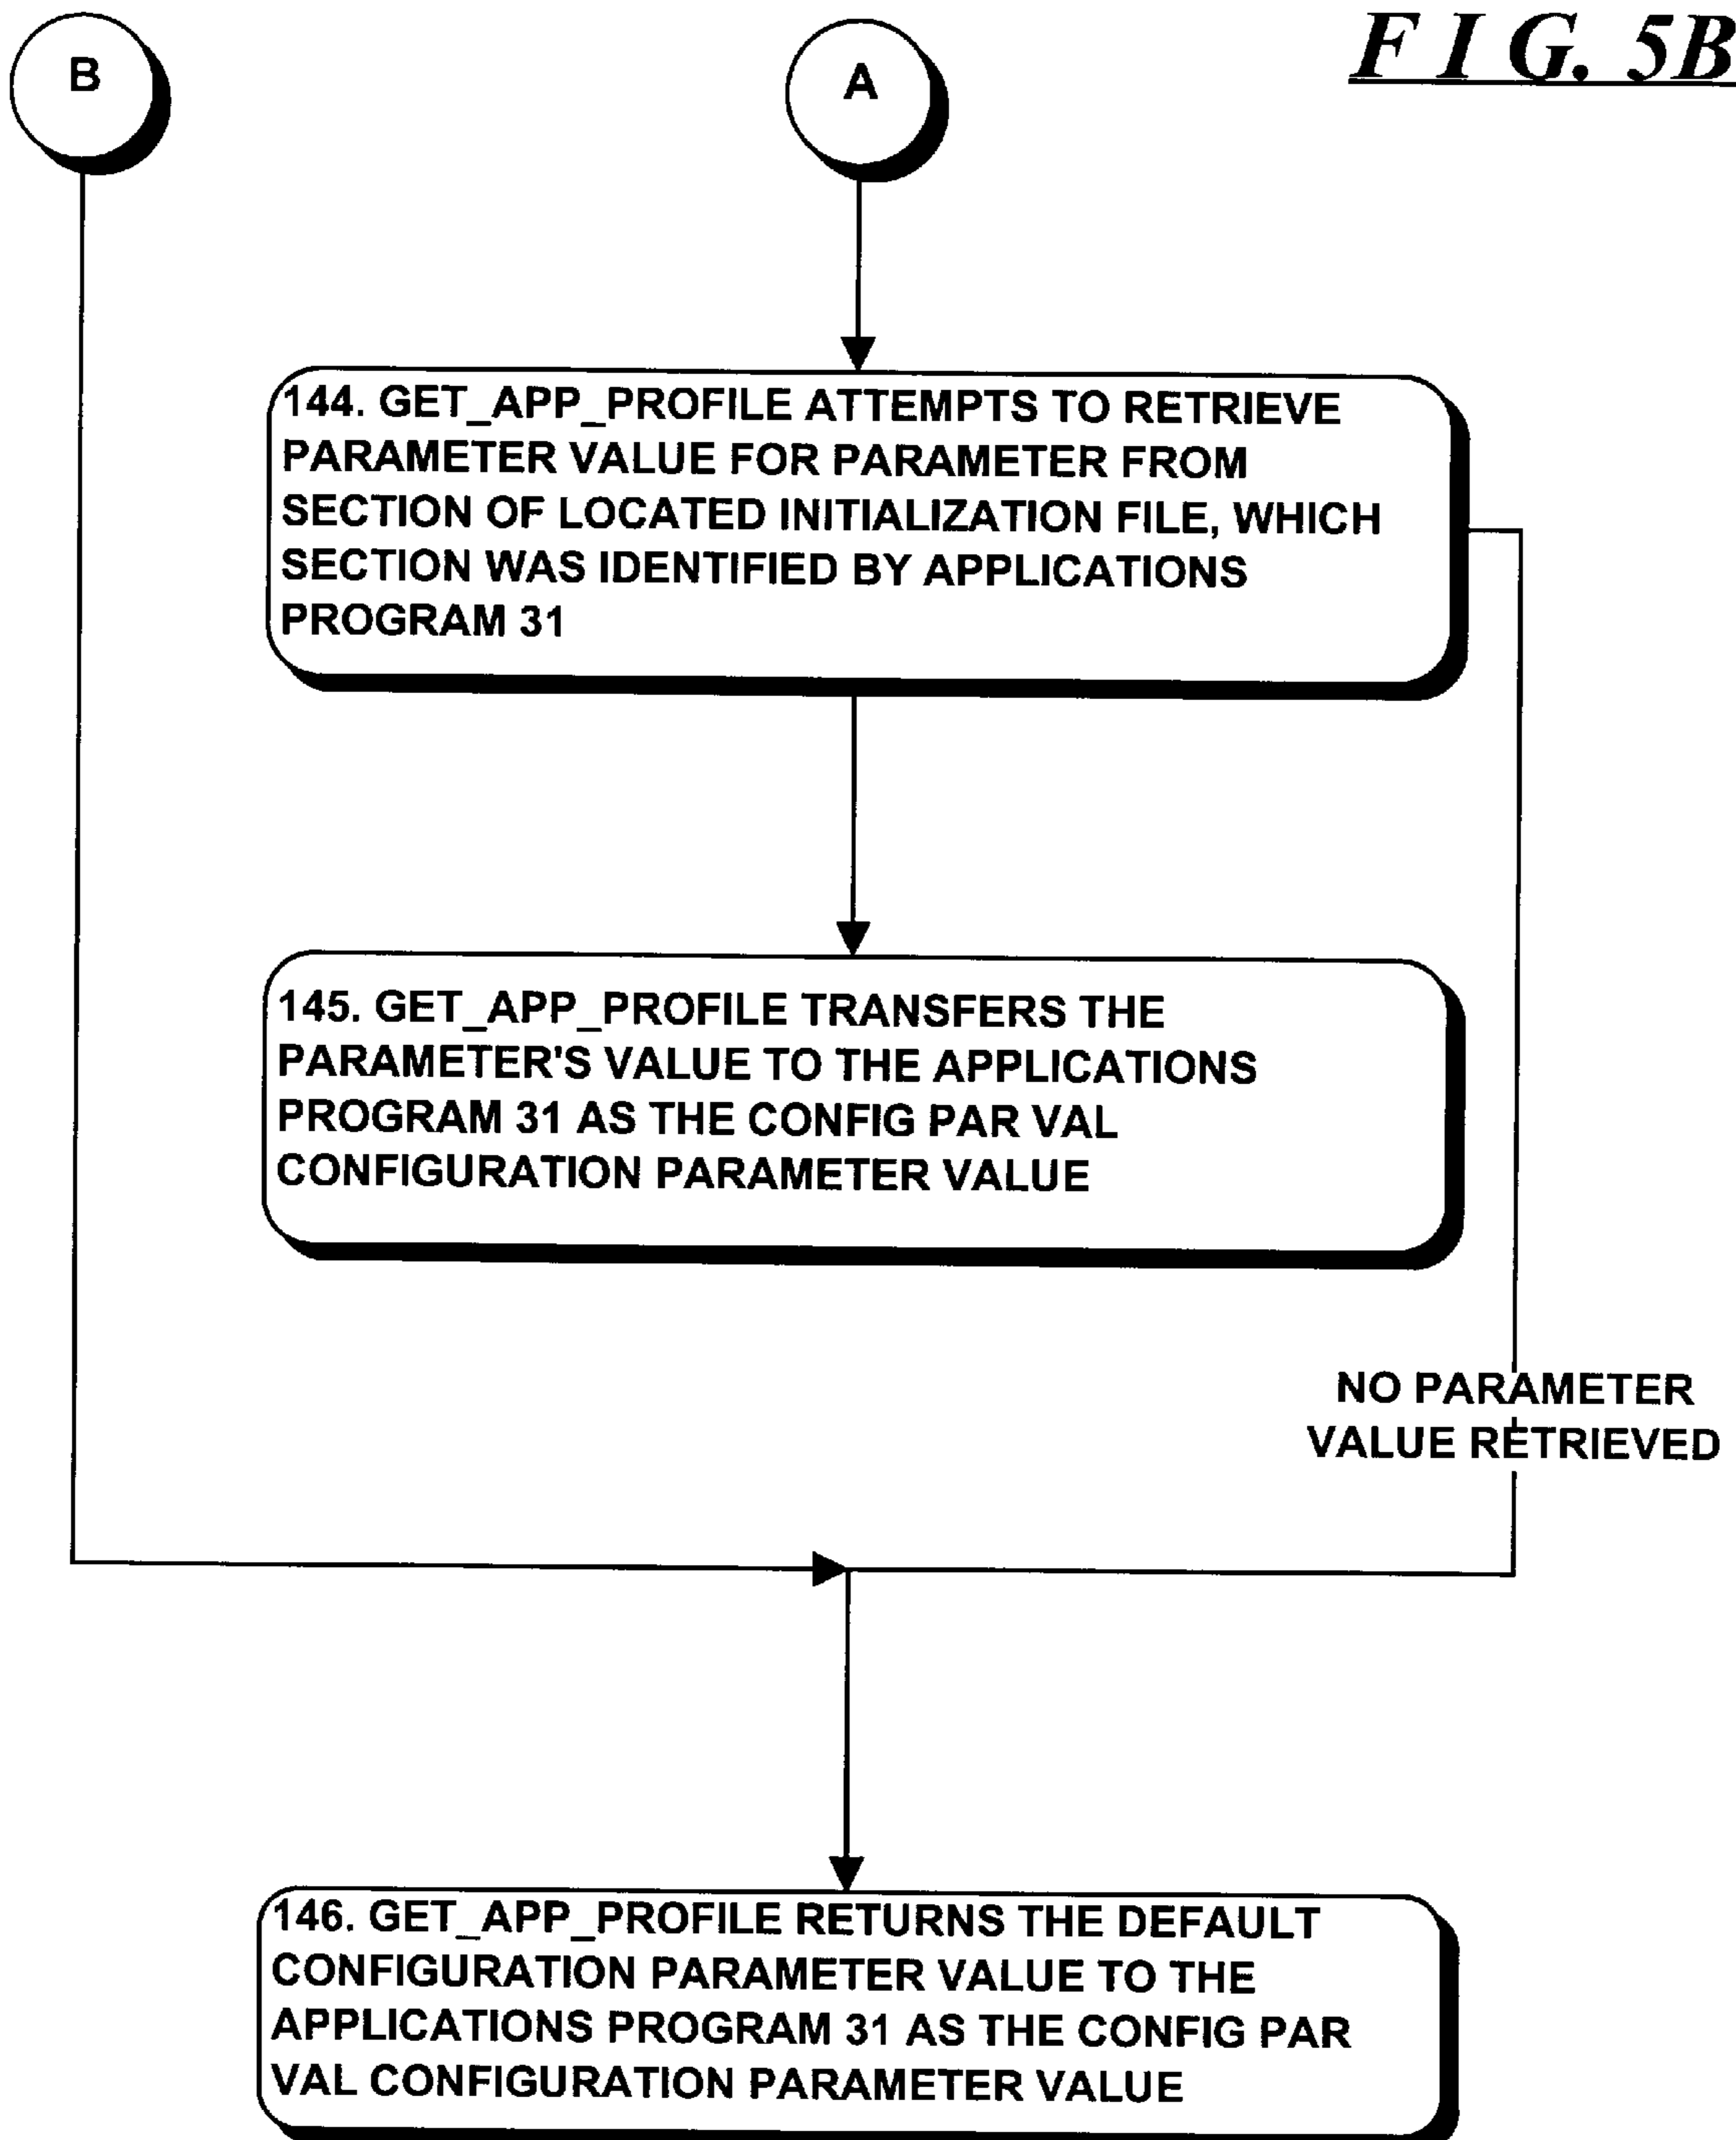 F I G. 5B
B
A
144. GET_APP_PROFILE ATTEMPTS TO RETRIEVE
PARAMETER VALUE FOR PARAMETER FROM
SECTION OF LOCATED INITIALIZATION FILE, WHICH
SECTION WAS IDENTIFIED BY APPLICATIONS
PROGRAM 31
145. GET_APP_PROFILE TRANSFERS THE
PARAMETER'S VALUE TO THE APPLICATIONS
PROGRAM 31 AS THE CONFIG PAR VAL
CONFIGURATION PARAMETER VALUE
NO PARAMETER
VALUE RETRIEVED
146. GET_APP_PROFILE RETURNS THE DEFAULT
CONFIGURATION PARAMETER VALUE TO THE
APPLICATIONS PROGRAM 31 AS THE CONFIG PAR
VAL CONFIGURATION PARAMETER VALUE